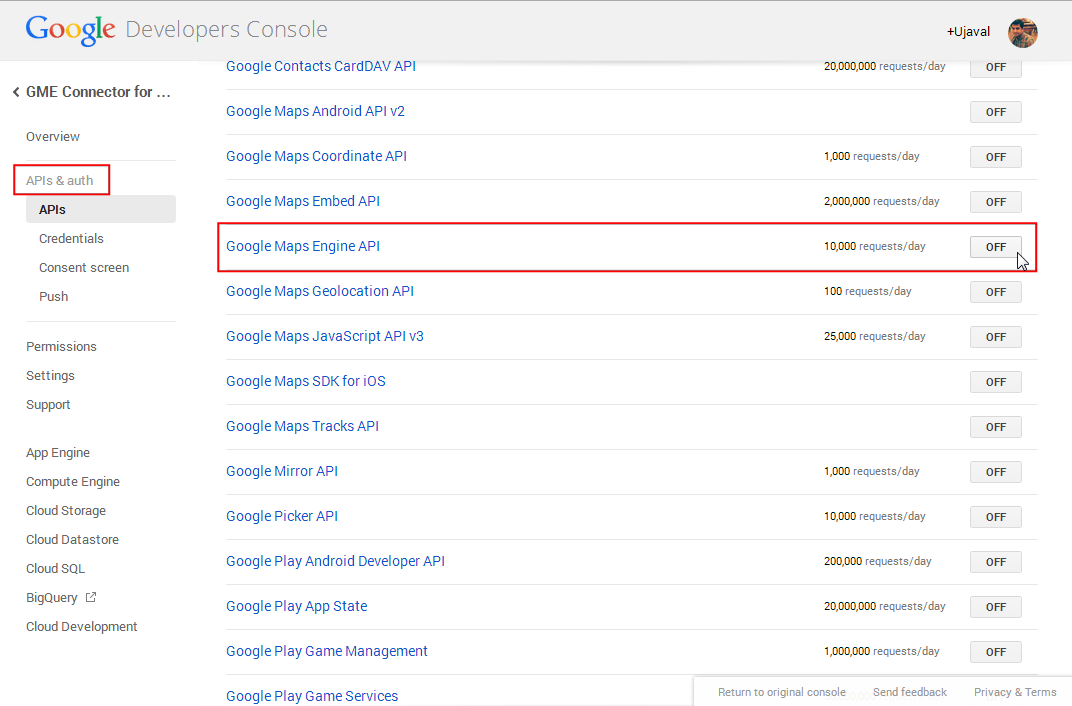 Google Developers Console
+Ujaval
GME Connector for ...
Overview
APIs & auth
APIs
Credentials
Consent screen
Push
Permissions
Settings
Support
App Engine
Compute Engine
Cloud Storage
Cloud Datastore
Cloud SQL
BigQuery
Cloud Development
Google Contacts CardDAV API 20,000,000 requests/day OFF
Google Maps Android API v2 OFF
Google Maps Coordinate API 1,000 requests/day OFF
Google Maps Embed API 2,000,000 requests/day OFF
Google Maps Engine API 10,000 requests/day OFF
Google Maps Geolocation API 100 requests/day OFF
Google Maps JavaScript API v3 25,000 requests/day OFF
Google Maps SDK for iOS OFF
Google Maps Tracks API OFF
Google Mirror API 1,000 requests/day OFF
Google Picker API 10,000 requests/day OFF
Google Play Android Developer API 200,000 requests/day OFF
Google Play App State 20,000,000 requests/day OFF
Google Play Game Management 1,000,000 requests/day OFF
Google Play Game Services
Return to original console Send feedback Privacy & Terms